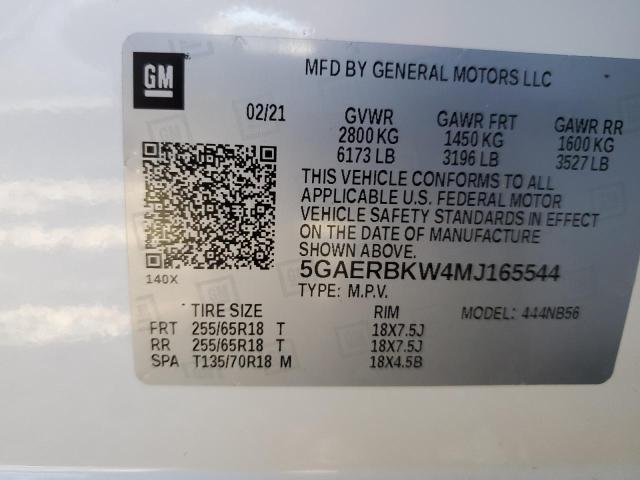 GM
MFD BY GENERAL MOTORS LLC
02/21
GVWR GAWR FRT GAWR RR
2800 KG 1450 KG 1600 KG
6173 LB 3196 LB 3527 LB
THIS VEHICLE CONFORMS TO ALL
APPLICABLE U.S. FEDERAL MOTOR
VEHICLE SAFETY STANDARDS IN EFFECT
ON THE DATE OF MANUFACTURE
SHOWN ABOVE.
140X
5GAERBKW4MJ165544
TYPE: M.P.V. MODEL: 444NB56
TIRE SIZE RIM
FRT 255/65R18 T 18X7.5J
RR 255/65R18 T 18X7.5J
SPA T135/70R18 M 18X4.5B